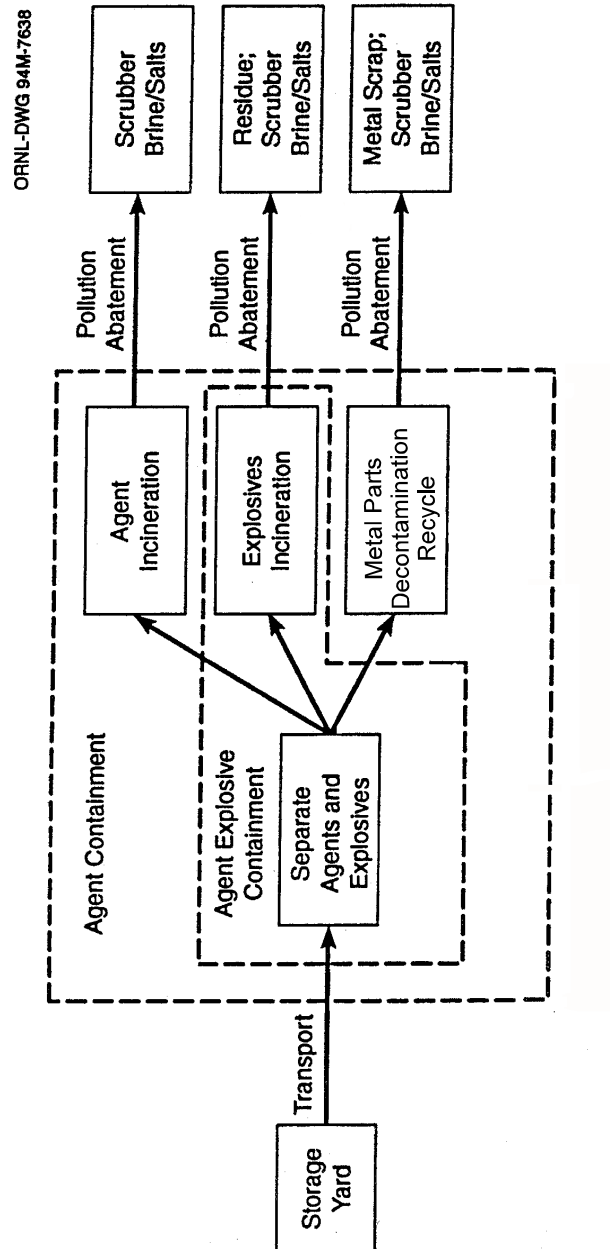 ORNL-DWG 94M-7638
Agent Containment
Agent Explosive
Containment
Storage
Yard
Transport
Separate
Agents and
Explosives
Agent
Incineration
Explosives
Incineration
Metal Parts
Decontamination
Recycle
Pollution
Abatement
Pollution
Abatement
Pollution
Abatement
Scrubber
Brine/Salts
Residue;
Scrubber
Brine/Salts
Metal Scrap;
Scrubber
Brine/Salts